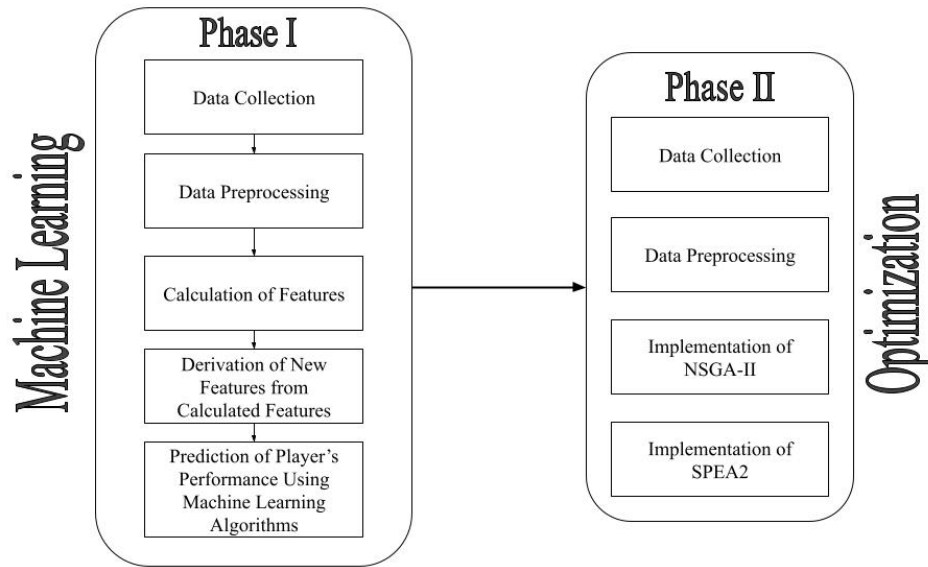 Machine Learning
Phase I
Data Collection
Data Preprocessing
Calculation of Features
Derivation of New
Features from
Calculated Features
Prediction of Player's
Performance Using
Machine Learning
Algorithms
Phase II
Data Collection
Data Preprocessing
Implementation of
NSGA-II
Implementation of
SPEA2
Optimization